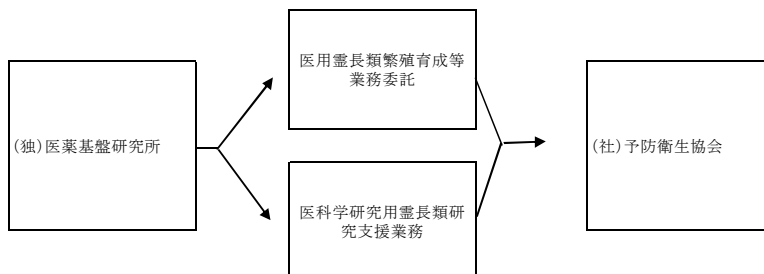 医用霊長類繁殖育成等
業務委託
(独)医薬基盤研究所
(社)予防衛生協会
医科学研究用霊長類研
究支援業務